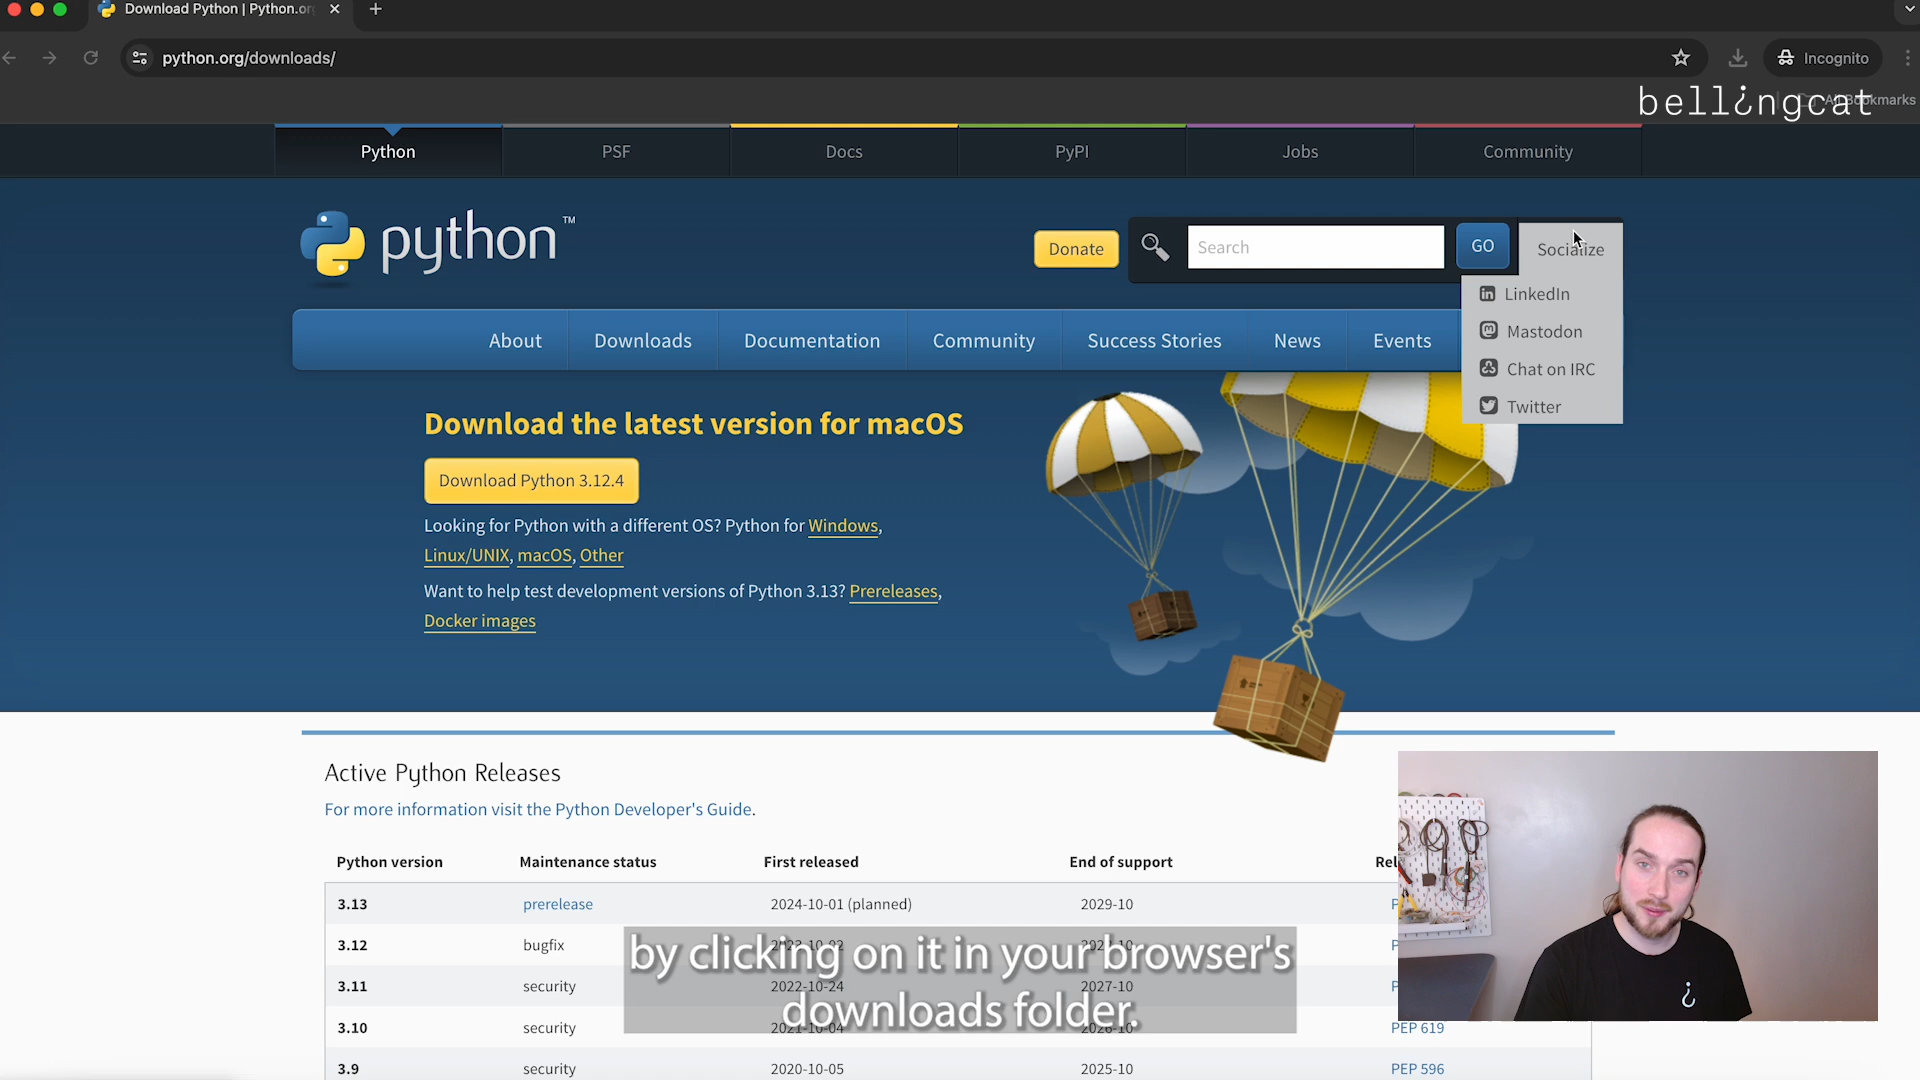 Download Python | Python.or
python.org/downloads/
Incognito
bellingcat
All Bookmarks
Python
PSF
Docs
PyPI
Jobs
Community
python™
Donate
Search
GO
Socialize
LinkedIn
Mastodon
Chat on IRC
Twitter
About
Downloads
Documentation
Community
Success Stories
News
Events
Download the latest version for macOS
Download Python 3.12.4
Looking for Python with a different OS? Python for Windows,
Linux/UNIX, macOS, Other
Want to help test development versions of Python 3.13? Prereleases,
Docker images
Active Python Releases
For more information visit the Python Developer's Guide.
Python version Maintenance status First released End of support Rel
3.13 prerelease 2024-10-01 (planned) 2029-10 P
3.12 bugfix 2023-10-02 P
3.11 security 2022-10-24 2027-10 P
3.10 security 2021-10-04 2026-10 PEP 619
3.9 security 2020-10-05 2025-10 PEP 596
by clicking on it in your browser's
downloads folder.